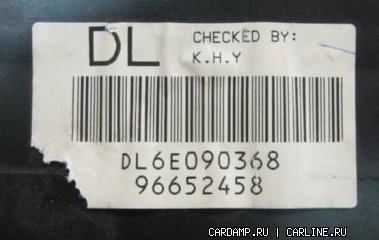 DL CHECKED BY:
K.H.Y
DL6E090368
96652458
CARDAMP.RU | CARLINE.RU